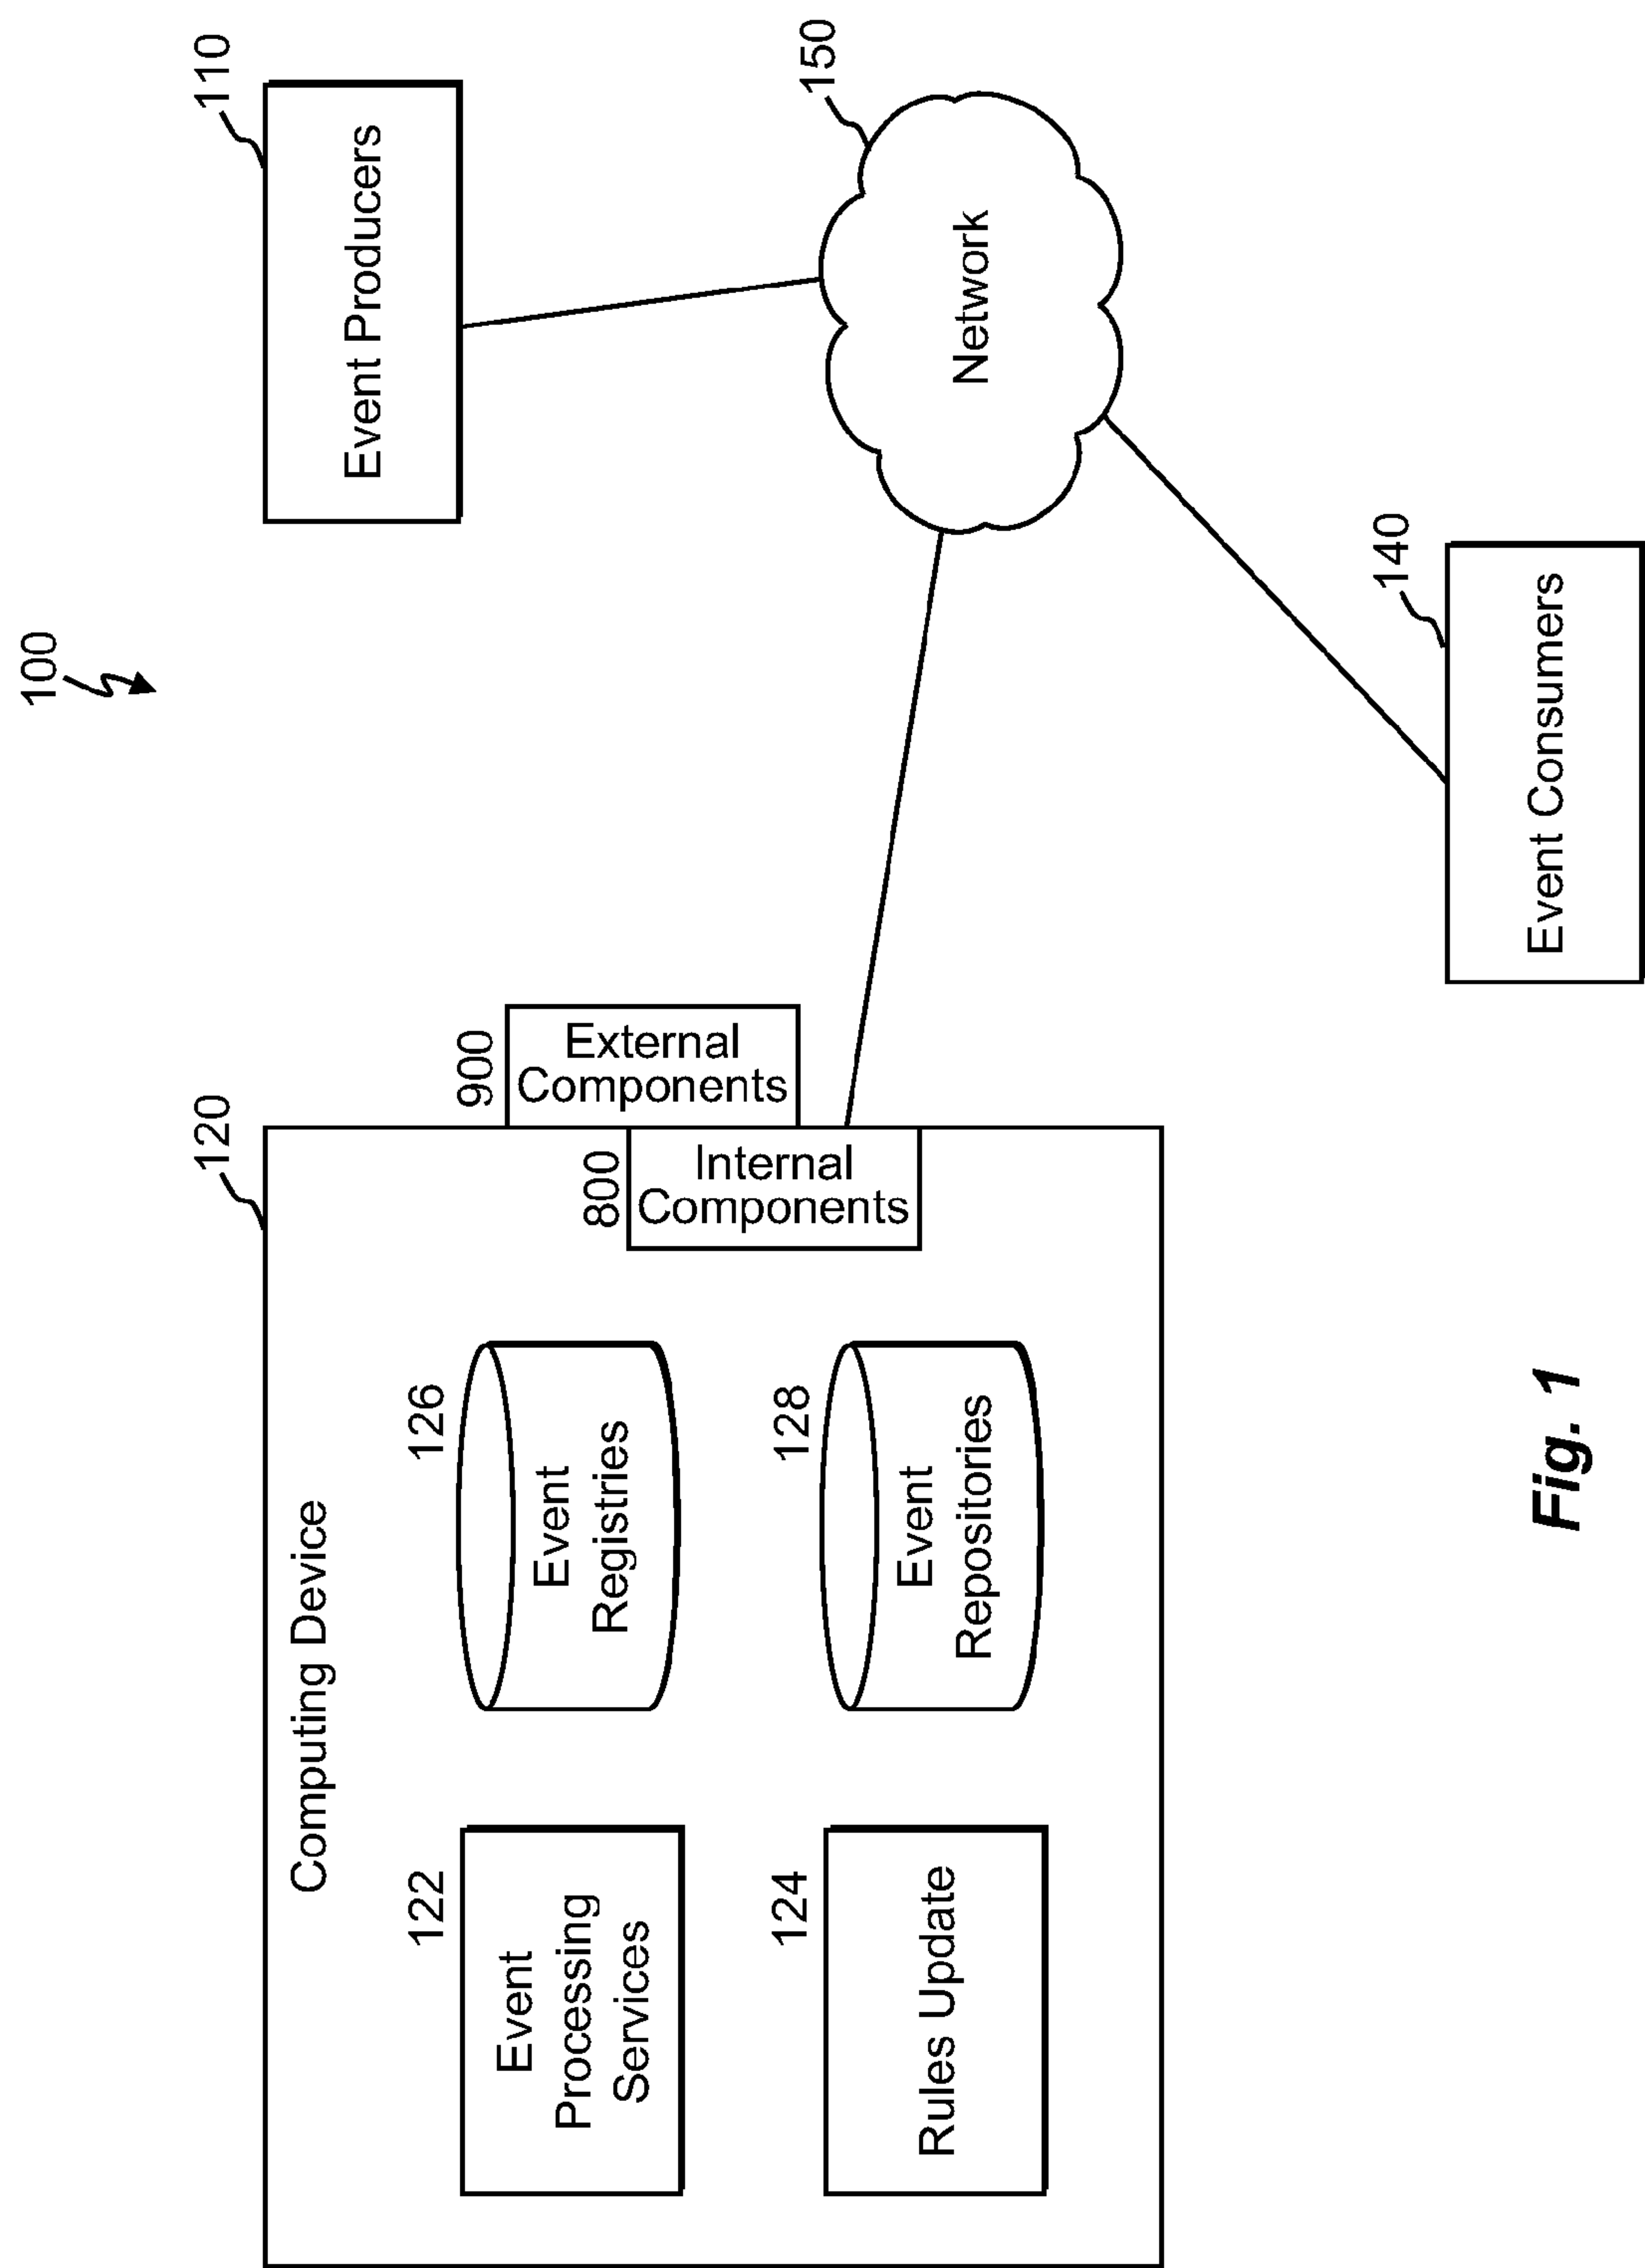 100
120
Computing Device
122
Event
Processing
Services
126
Event
Registries
124
Rules Update
128
Event
Repositories
900
External
Components
800
Internal
Components
110
Event Producers
150
Network
140
Event Consumers
Fig. 1